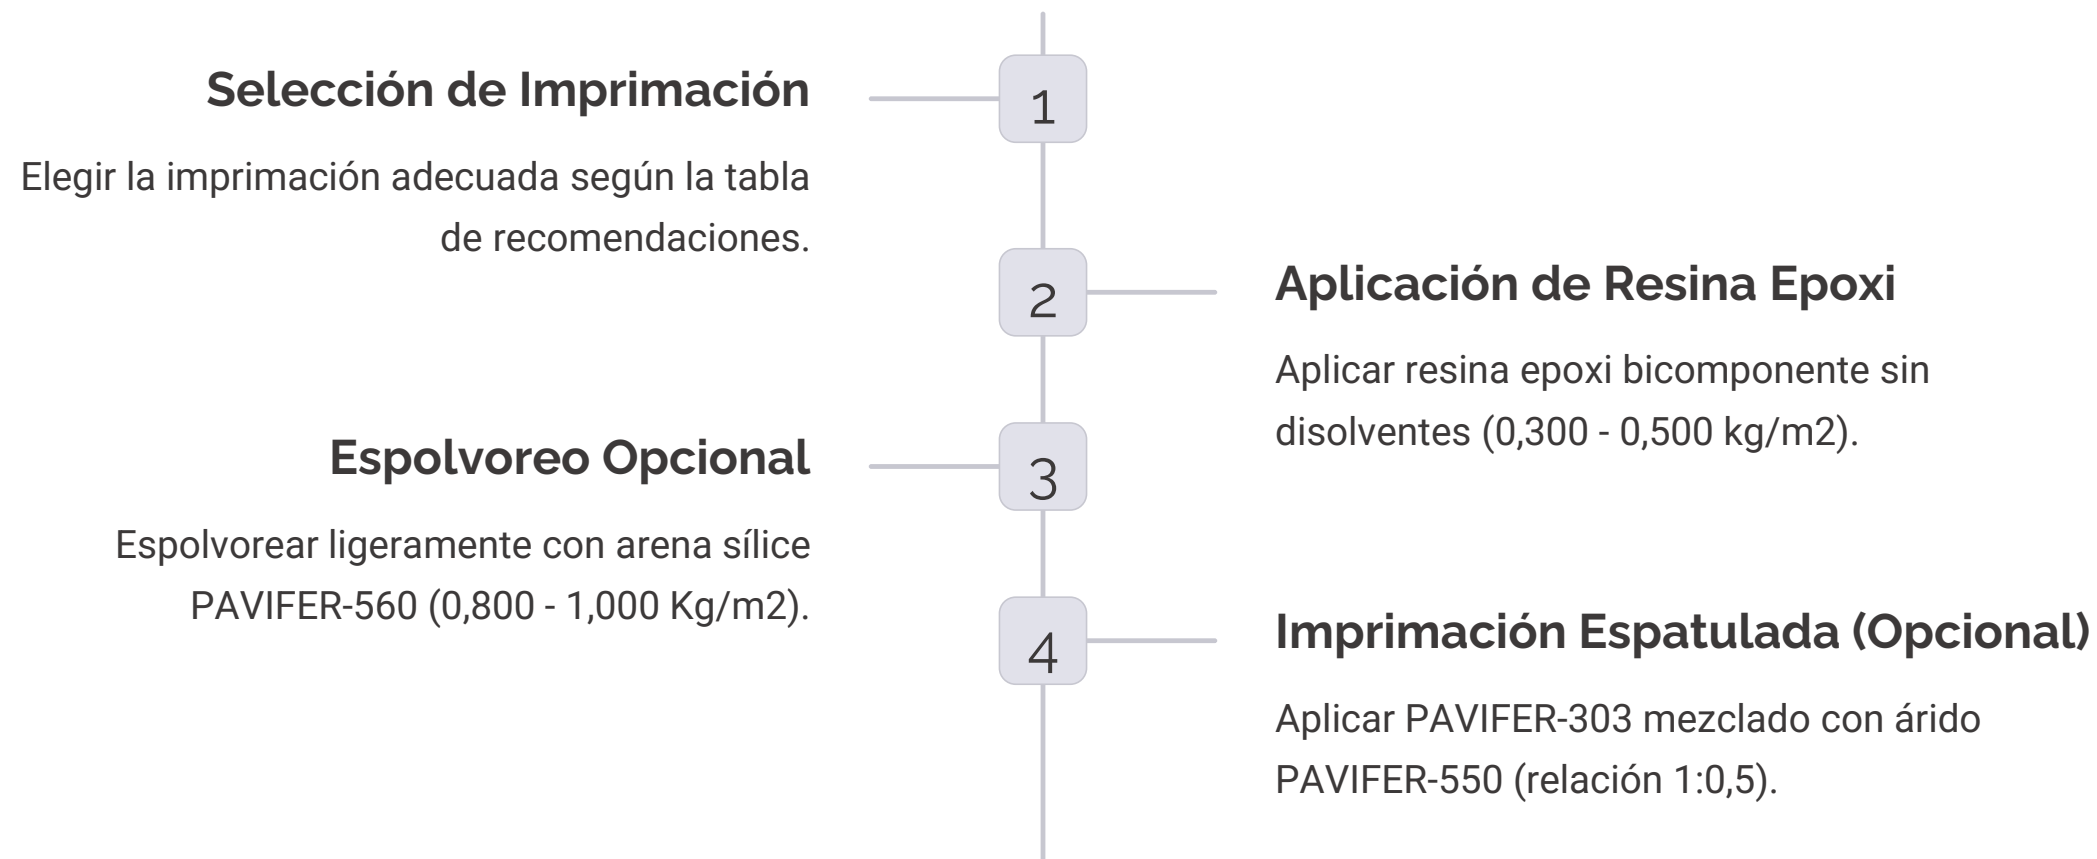 1
Selección de Imprimación
Elegir la imprimación adecuada según la tabla
de recomendaciones.
2
Aplicación de Resina Epoxi
Aplicar resina epoxi bicomponente sin
disolventes (0,300 - 0,500 kg/m2).
3
Espolvoreo Opcional
Espolvorear ligeramente con arena sílice
PAVIFER-560 (0,800 - 1,000 Kg/m2).
4
Imprimación Espatulada (Opcional)
Aplicar PAVIFER-303 mezclado con árido
PAVIFER-550 (relación 1:0,5).